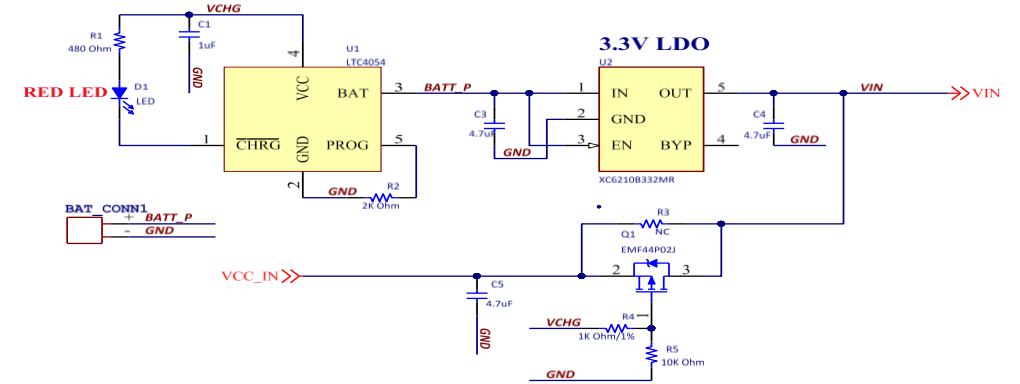 VCHG
R1
480 Ohm
C1
1uF
GND
RED LED
D1
LED
U1
LTC4054
4
VCC
BAT
3
BATT_P
1
CHRG
GND
PROG
5
2
GND
R2
2K Ohm
3.3V LDO
U2
1
IN
OUT
5
VIN
VIN
2
GND
C3
4.7uF
GND
3
EN
BYP
4
C4
4.7uF
GND
XC6210B332MR
BAT_CONN1
+
BATT_P
-
GND
R3
NC
Q1
EMF44P02J
VCC_IN
2
3
C5
4.7uF
GND
1
VCHG
R4
1K Ohm/1%
R5
10K Ohm
GND